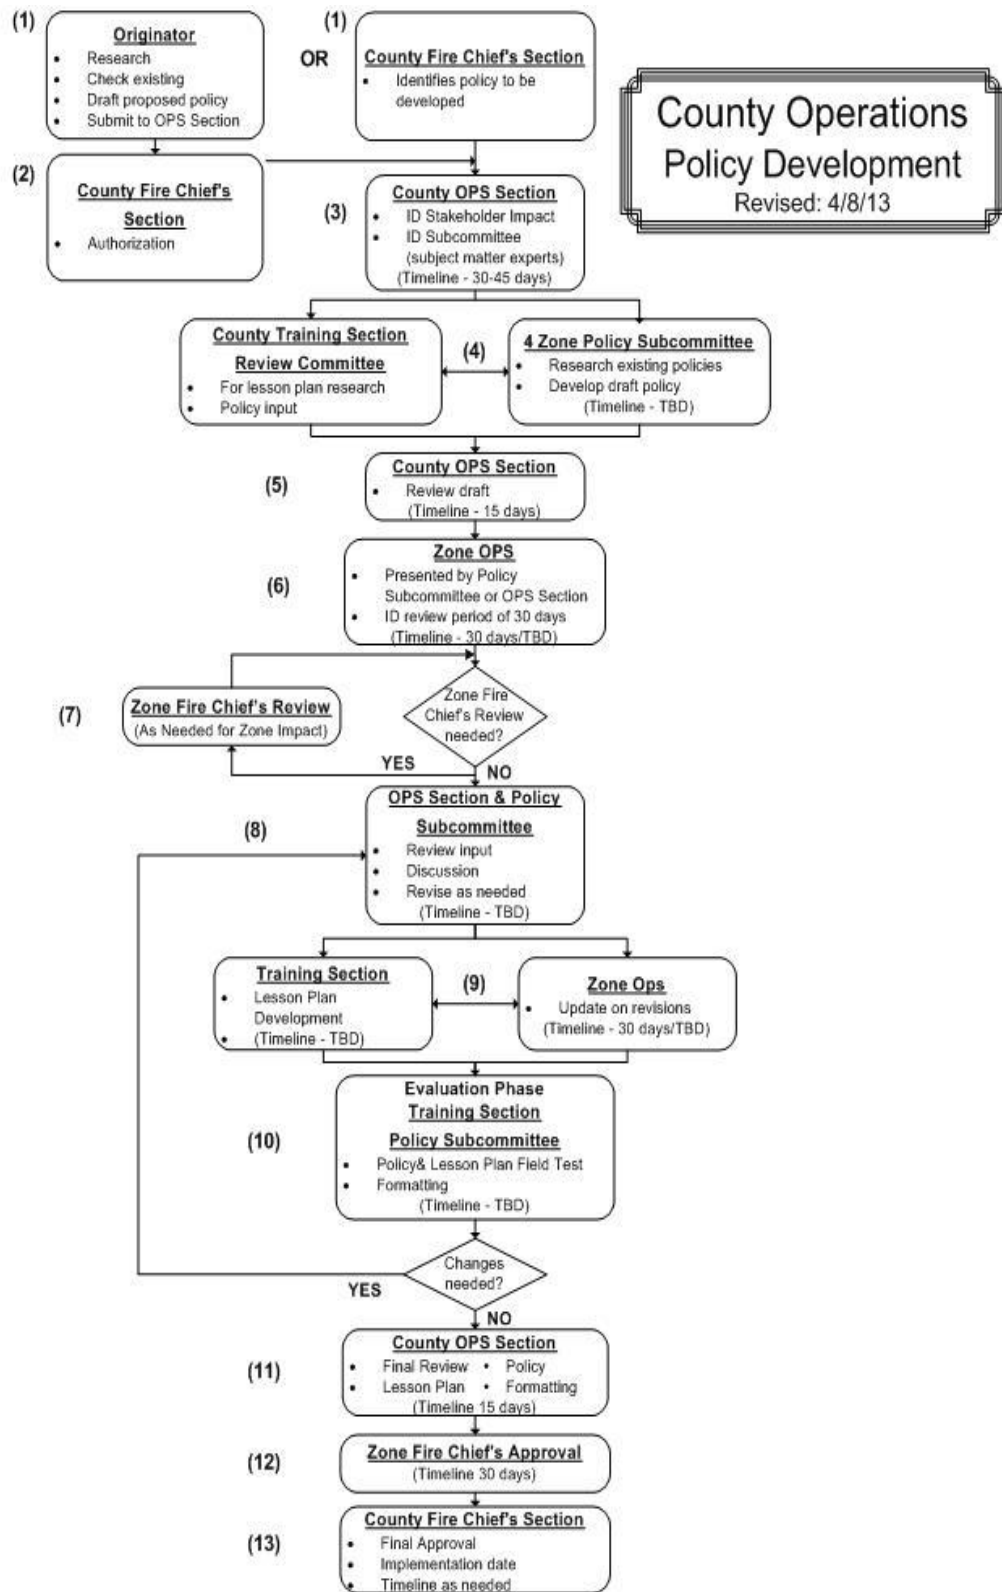 (1)
Originator
• Research
• Check existing
• Draft proposed policy
• Submit to OPS Section
OR
(1)
County Fire Chief's Section
• Identifies policy to be
developed
County Operations
Policy Development
Revised: 4/8/13
(2)
County Fire Chief's
Section
• Authorization
(3)
County OPS Section
• ID Stakeholder Impact
• ID Subcommittee
(subject matter experts)
(Timeline - 30-45 days)
County Training Section
Review Committee
• For lesson plan research
• Policy input
(4)
4 Zone Policy Subcommittee
• Research existing policies
• Develop draft policy
(Timeline - TBD)
(5)
County OPS Section
• Review draft
(Timeline - 15 days)
(6)
Zone OPS
• Presented by Policy
Subcommittee or OPS Section
• ID review period of 30 days
(Timeline - 30 days/TBD)
(7)
Zone Fire Chief's Review
(As Needed for Zone Impact)
Zone Fire
Chief's Review
needed?
YES
NO
(8)
OPS Section & Policy
Subcommittee
• Review input
• Discussion
• Revise as needed
(Timeline - TBD)
Training Section
• Lesson Plan
Development
• (Timeline - TBD)
(9)
Zone Ops
• Update on revisions
(Timeline - 30 days/TBD)
(10)
Evaluation Phase
Training Section
Policy Subcommittee
• Policy& Lesson Plan Field Test
• Formatting
(Timeline - TBD)
Changes
needed?
YES
NO
(11)
County OPS Section
• Final Review • Policy
• Lesson Plan • Formatting
(Timeline 15 days)
(12)
Zone Fire Chief's Approval
(Timeline 30 days)
(13)
County Fire Chief's Section
• Final Approval
• Implementation date
• Timeline as needed